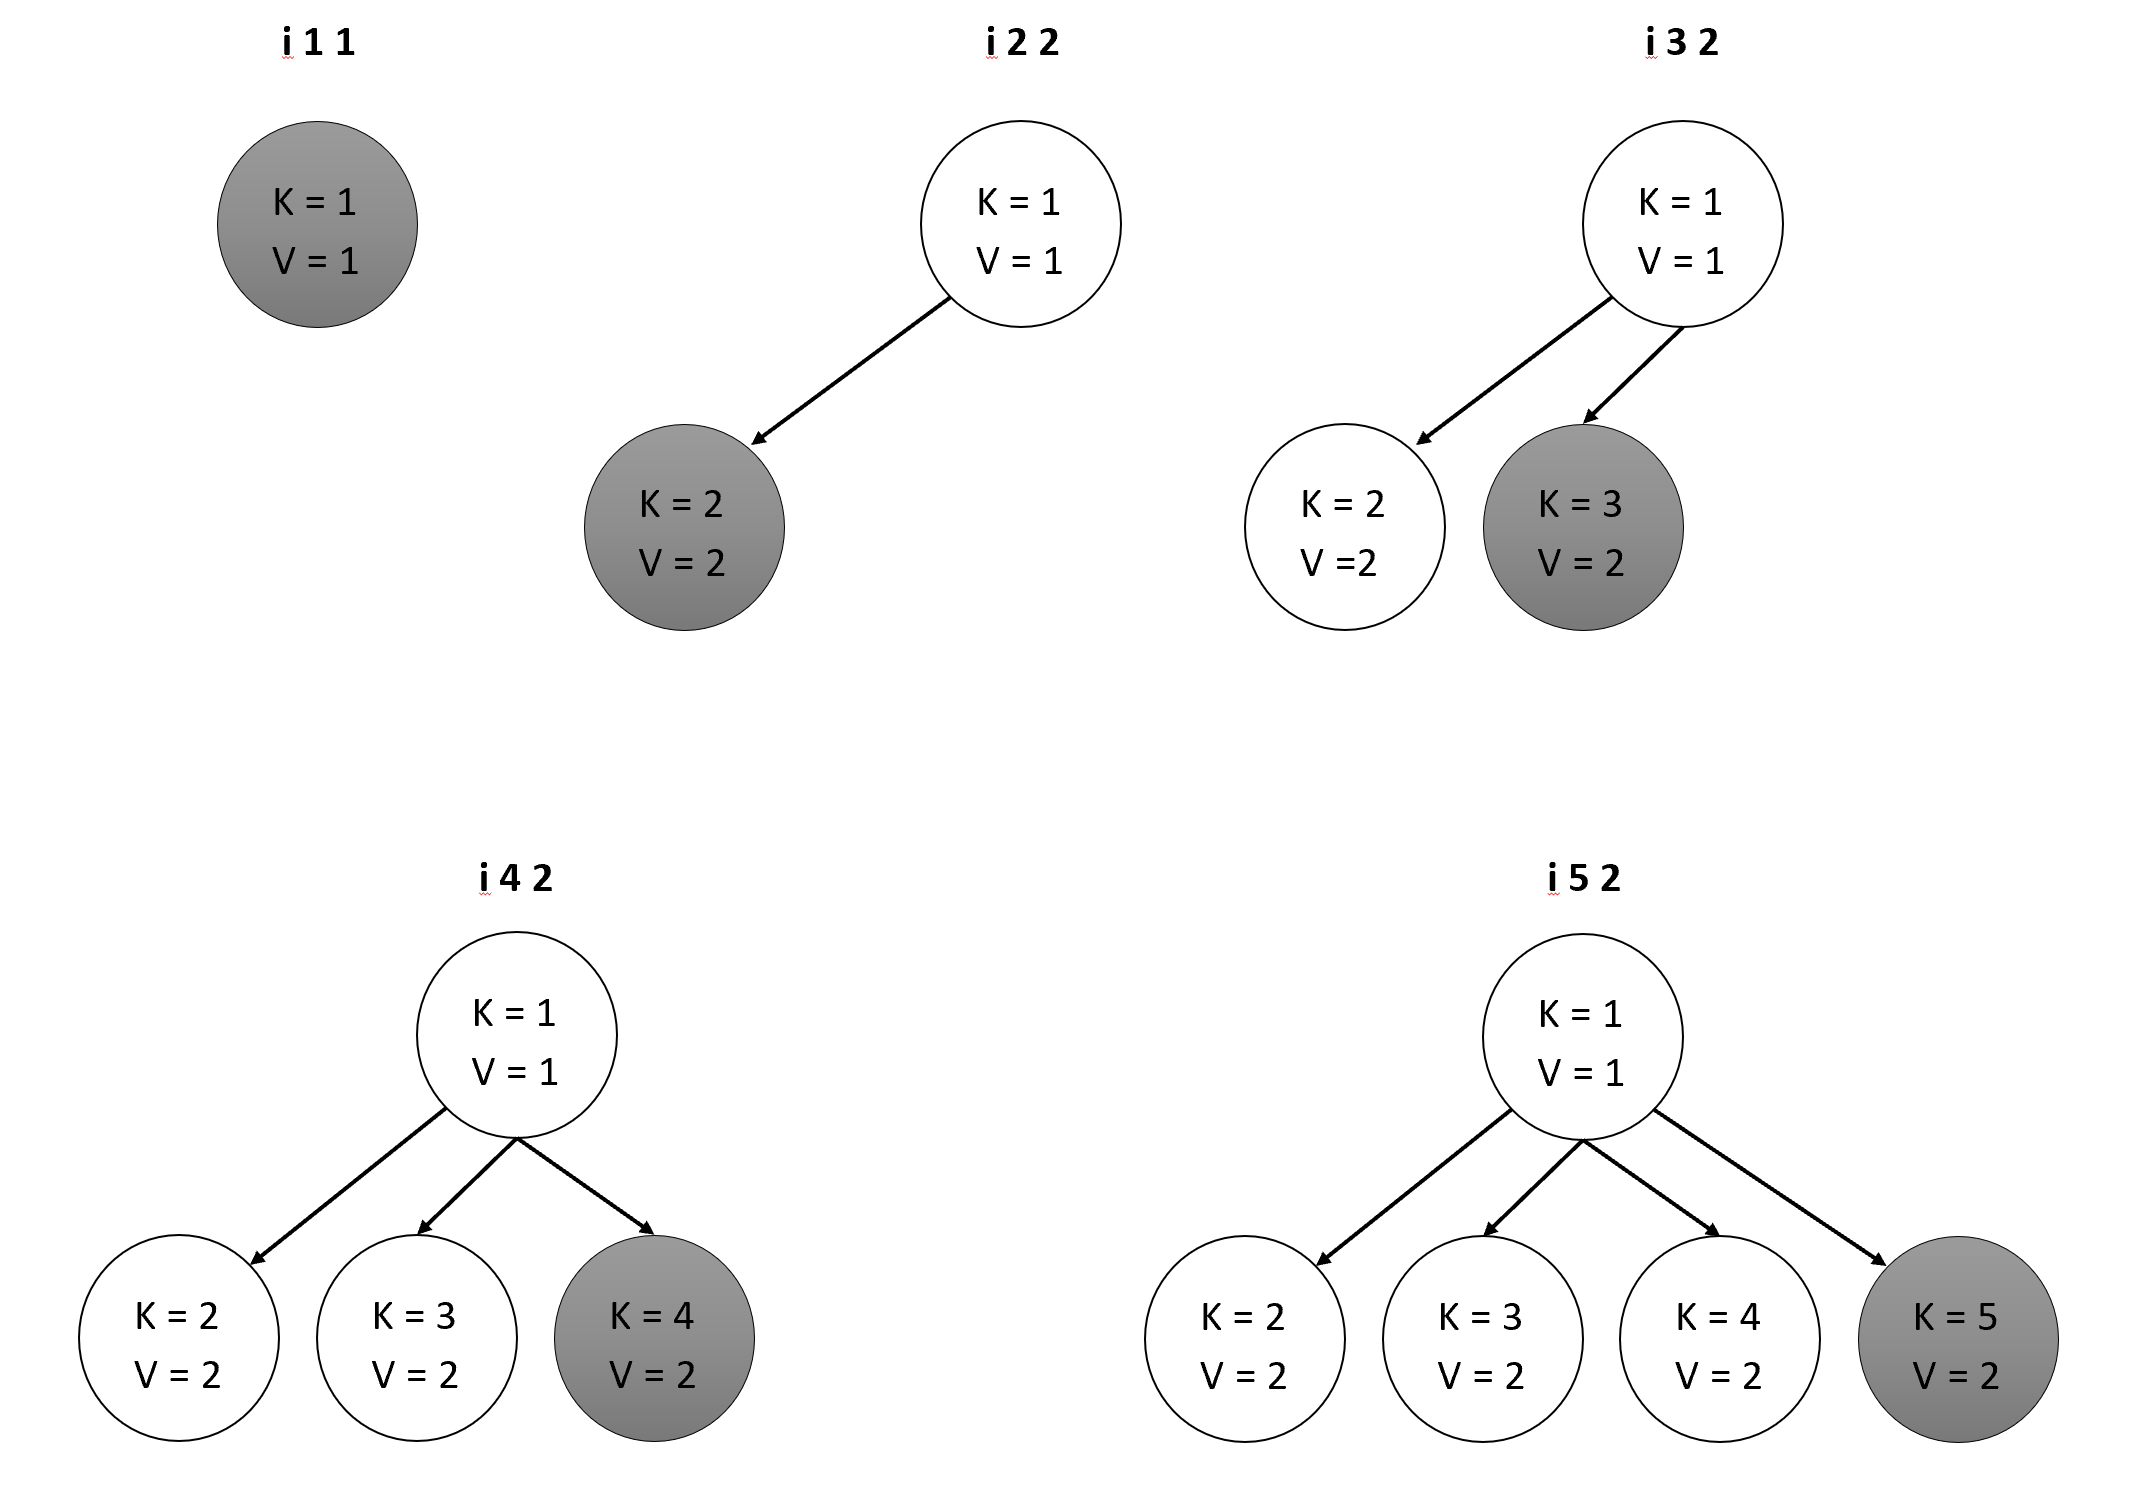 i 1 1
K = 1
V = 1
i 2 2
K = 1
V = 1
K = 2
V = 2
i 3 2
K = 1
V = 1
K = 2
V =2
K = 3
V = 2
i 4 2
K = 1
V = 1
K = 2
V = 2
K = 3
V = 2
K = 4
V = 2
i 5 2
K = 1
V = 1
K = 2
V = 2
K = 3
V = 2
K = 4
V = 2
K = 5
V = 2